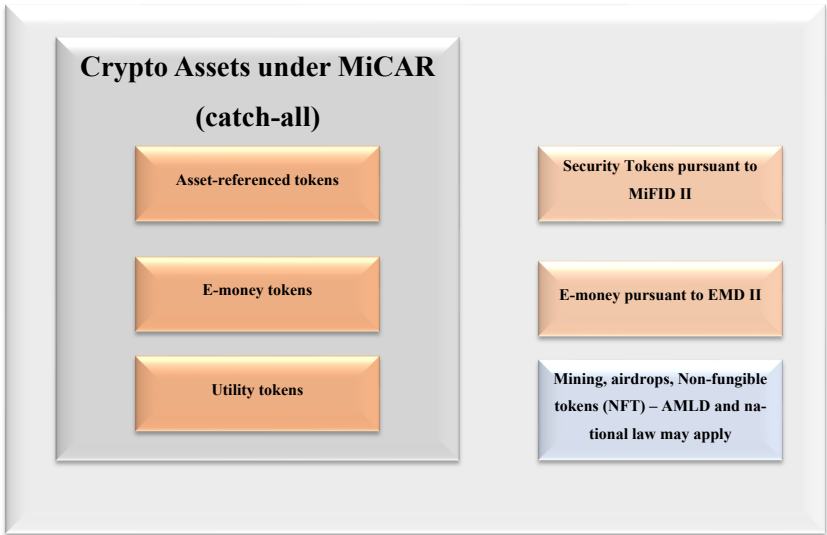 Crypto Assets under MiCAR
(catch-all)
Asset-referenced tokens
E-money tokens
Utility tokens
Security Tokens pursuant to
MiFID II
E-money pursuant to EMD II
Mining, airdrops, Non-fungible
tokens (NFT) – AMLD and na-
tional law may apply